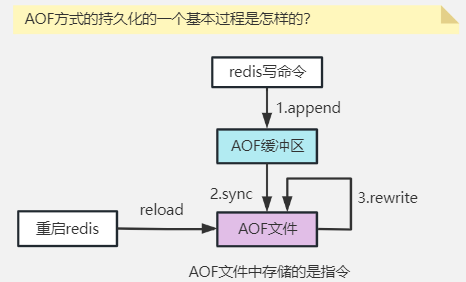 AOF方式的持久化的一个基本过程是怎样的?
redis写命令
1.append
AOF缓冲区
2.sync
3.rewrite
reload
重启redis
AOF文件
AOF文件中存储的是指令